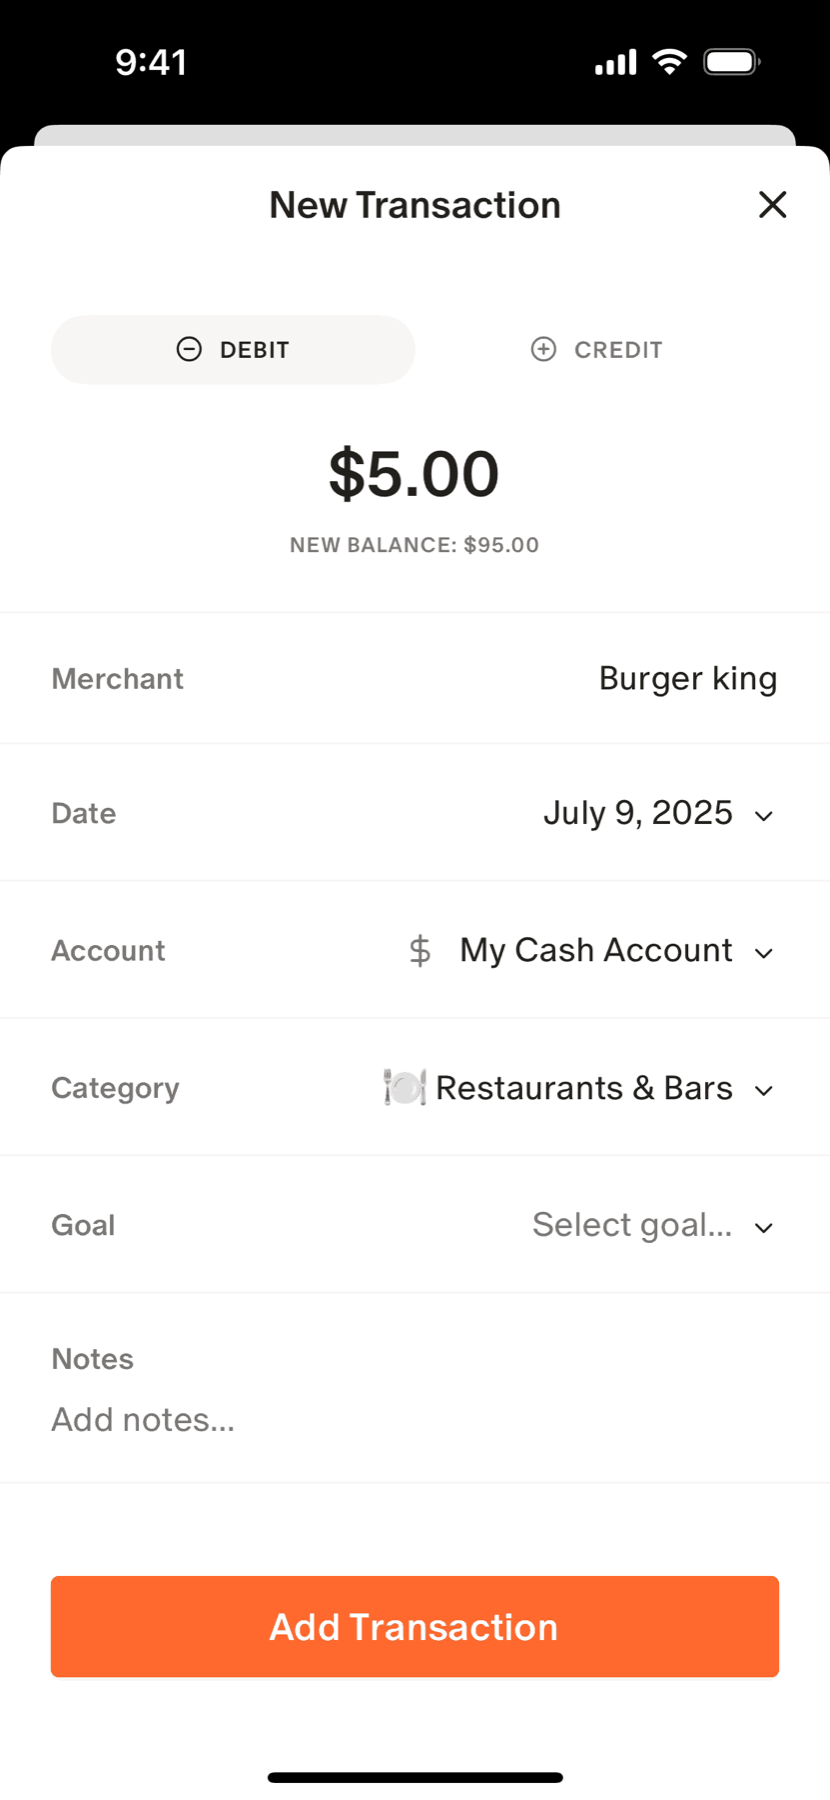 9:41
New Transaction
DEBIT
CREDIT
$5.00
NEW BALANCE: $95.00
Merchant
Burger king
Date
July 9, 2025
Account
$ My Cash Account
Category
Restaurants & Bars
Goal
Select goal...
Notes
Add notes...
Add Transaction